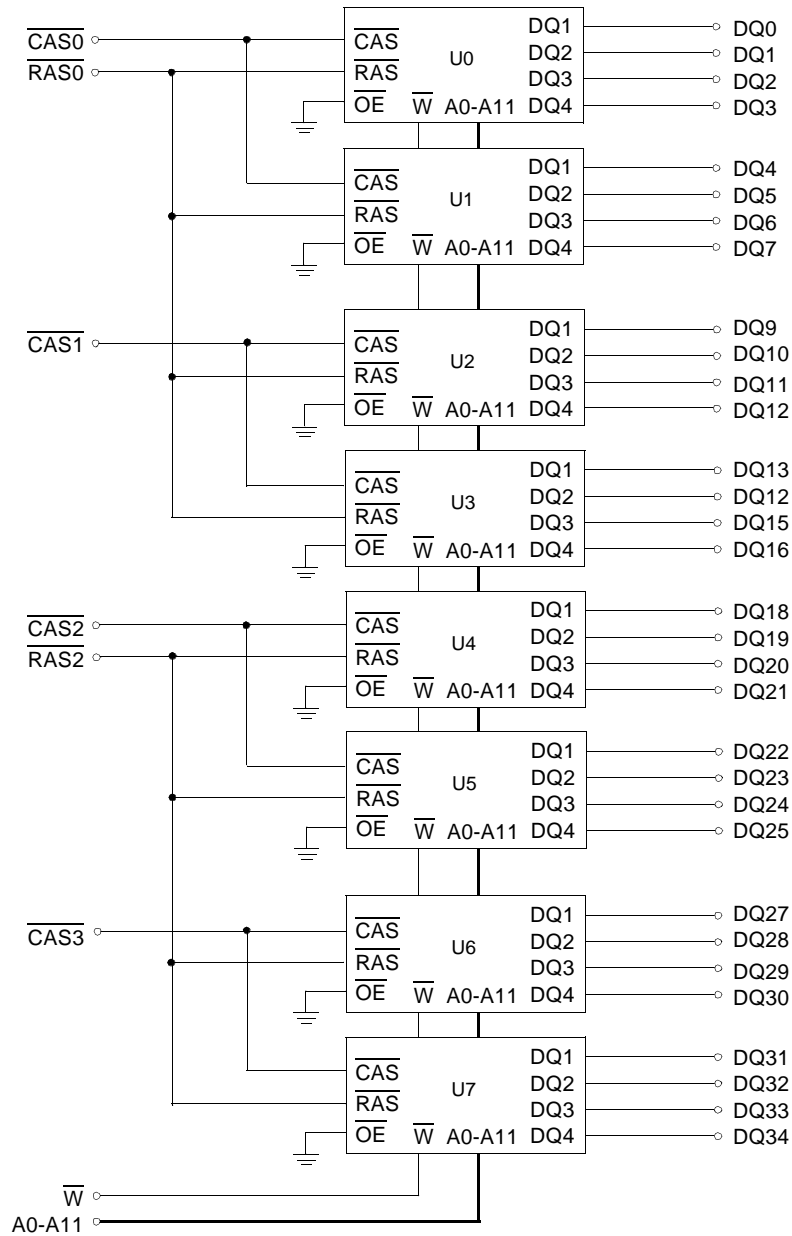 CAS0 CAS U0 DQ1 DQ0
RAS0 RAS DQ2 DQ1
DQ3 DQ2
OE W A0-A11 DQ4 DQ3
CAS U1 DQ1 DQ4
RAS DQ2 DQ5
DQ3 DQ6
OE W A0-A11 DQ4 DQ7
CAS1 CAS U2 DQ1 DQ9
RAS DQ2 DQ10
DQ3 DQ11
OE W A0-A11 DQ4 DQ12
CAS U3 DQ1 DQ13
RAS DQ2 DQ12
DQ3 DQ15
OE W A0-A11 DQ4 DQ16
CAS2 CAS U4 DQ1 DQ18
RAS2 RAS DQ2 DQ19
DQ3 DQ20
OE W A0-A11 DQ4 DQ21
CAS U5 DQ1 DQ22
RAS DQ2 DQ23
DQ3 DQ24
OE W A0-A11 DQ4 DQ25
CAS3 CAS U6 DQ1 DQ27
RAS DQ2 DQ28
DQ3 DQ29
OE W A0-A11 DQ4 DQ30
CAS U7 DQ1 DQ31
RAS DQ2 DQ32
DQ3 DQ33
OE W A0-A11 DQ4 DQ34
W
A0-A11